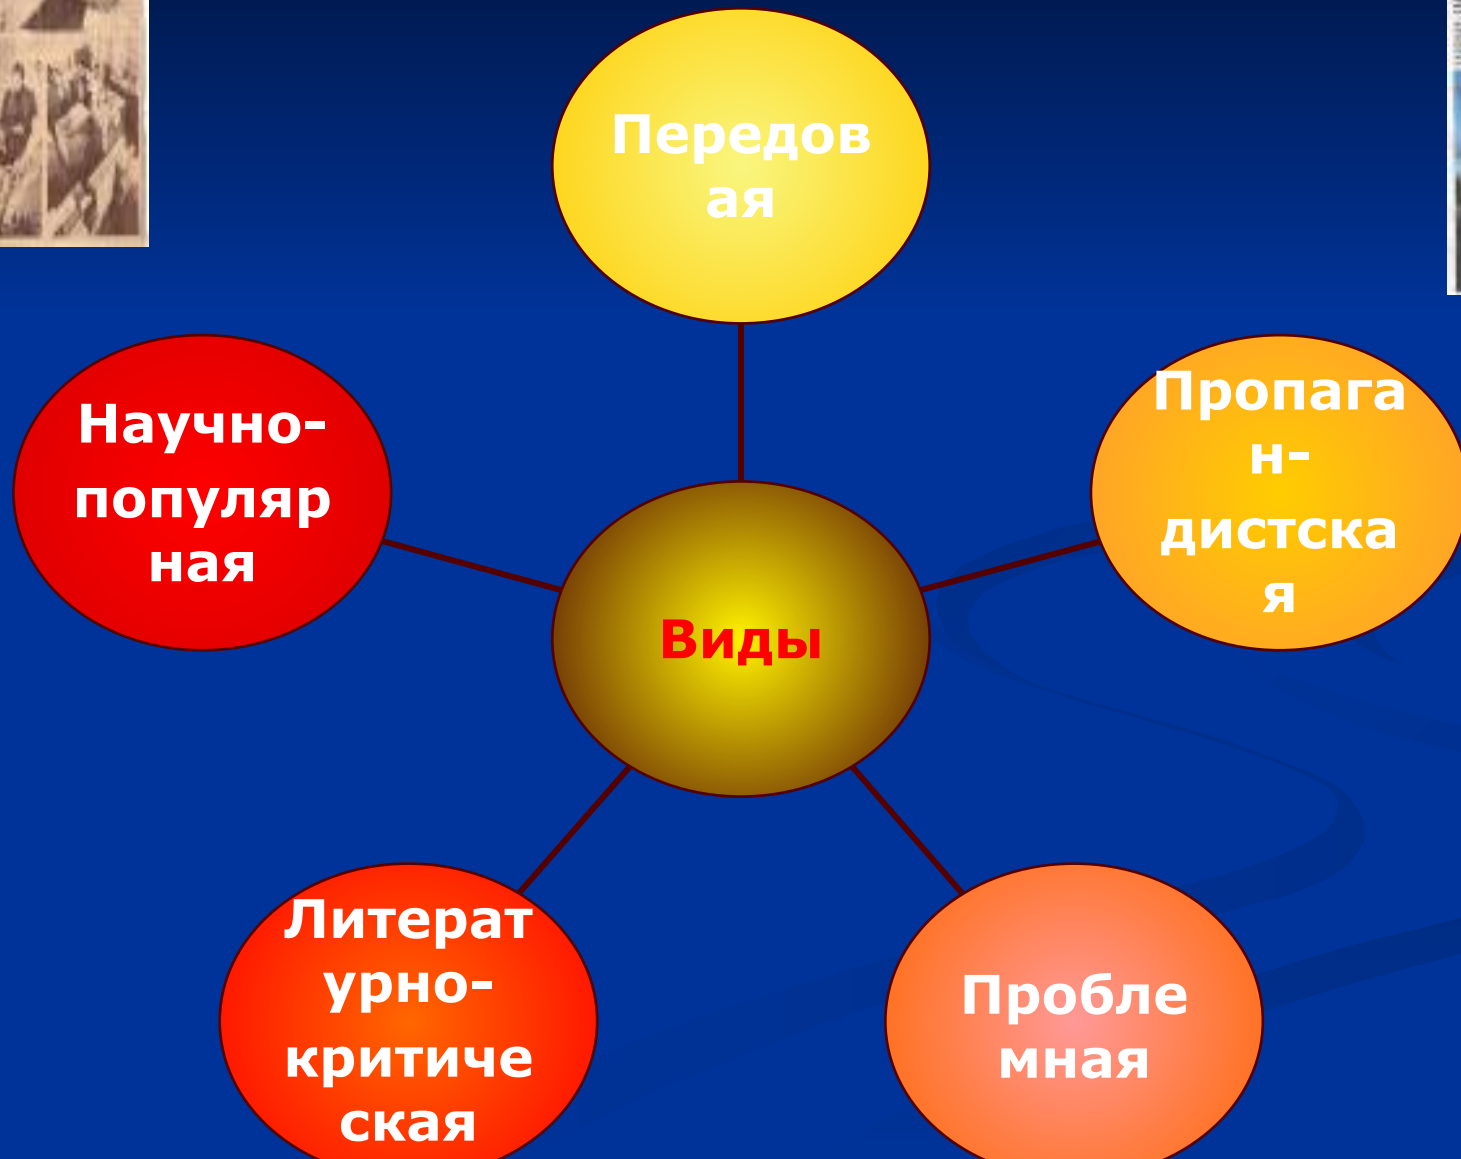 Передов
ая
Научно-
популяр
ная
Пропага
н-
дистска
я
Виды
Литерат
урно-
критиче
ская
Пробле
мная